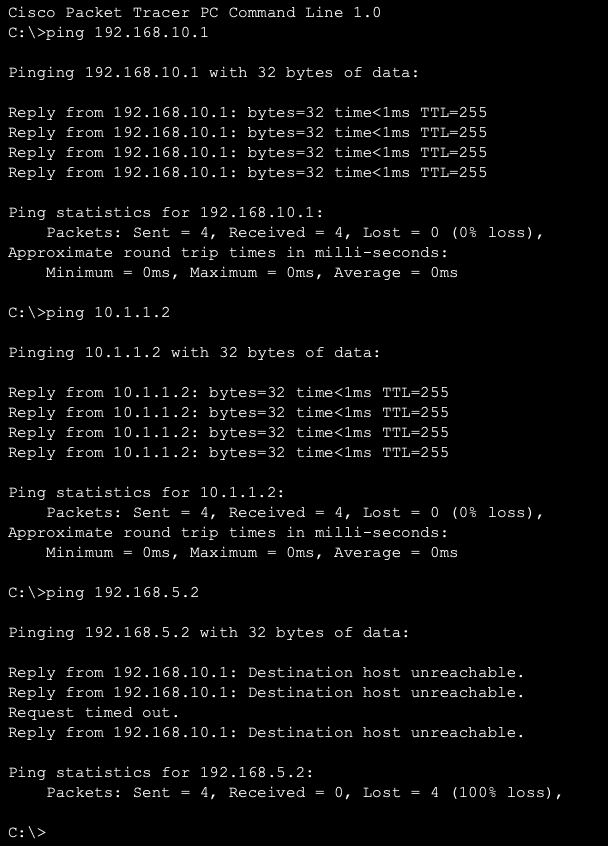 Cisco Packet Tracer PC Command Line 1.0
C:\>ping 192.168.10.1
Pinging 192.168.10.1 with 32 bytes of data:
Reply from 192.168.10.1: bytes=32 time<1ms TTL=255
Reply from 192.168.10.1: bytes=32 time<1ms TTL=255
Reply from 192.168.10.1: bytes=32 time<1ms TTL=255
Reply from 192.168.10.1: bytes=32 time<1ms TTL=255
Ping statistics for 192.168.10.1:
    Packets: Sent = 4, Received = 4, Lost = 0 (0% loss),
Approximate round trip times in milli-seconds:
    Minimum = 0ms, Maximum = 0ms, Average = 0ms
C:\>ping 10.1.1.2
Pinging 10.1.1.2 with 32 bytes of data:
Reply from 10.1.1.2: bytes=32 time<1ms TTL=255
Reply from 10.1.1.2: bytes=32 time<1ms TTL=255
Reply from 10.1.1.2: bytes=32 time<1ms TTL=255
Reply from 10.1.1.2: bytes=32 time<1ms TTL=255
Ping statistics for 10.1.1.2:
    Packets: Sent = 4, Received = 4, Lost = 0 (0% loss),
Approximate round trip times in milli-seconds:
    Minimum = 0ms, Maximum = 0ms, Average = 0ms
C:\>ping 192.168.5.2
Pinging 192.168.5.2 with 32 bytes of data:
Reply from 192.168.10.1: Destination host unreachable.
Reply from 192.168.10.1: Destination host unreachable.
Request timed out.
Reply from 192.168.10.1: Destination host unreachable.
Ping statistics for 192.168.5.2:
    Packets: Sent = 4, Received = 0, Lost = 4 (100% loss),
C:\>